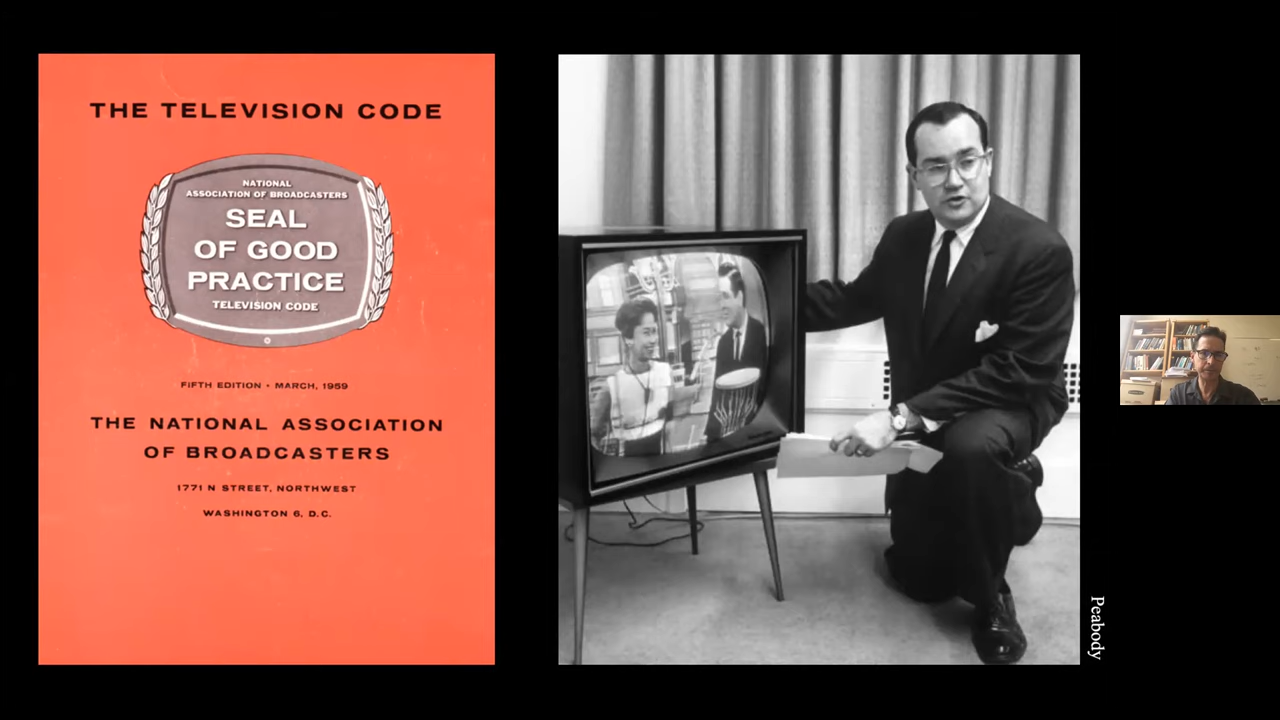 THE TELEVISION CODE
NATIONAL
ASSOCIATION OF BROADCASTERS
SEAL
OF GOOD
PRACTICE
TELEVISION CODE
FIFTH EDITION • MARCH, 1959
THE NATIONAL ASSOCIATION
OF BROADCASTERS
1771 N STREET, NORTHWEST
WASHINGTON 6, D.C.
Peabody